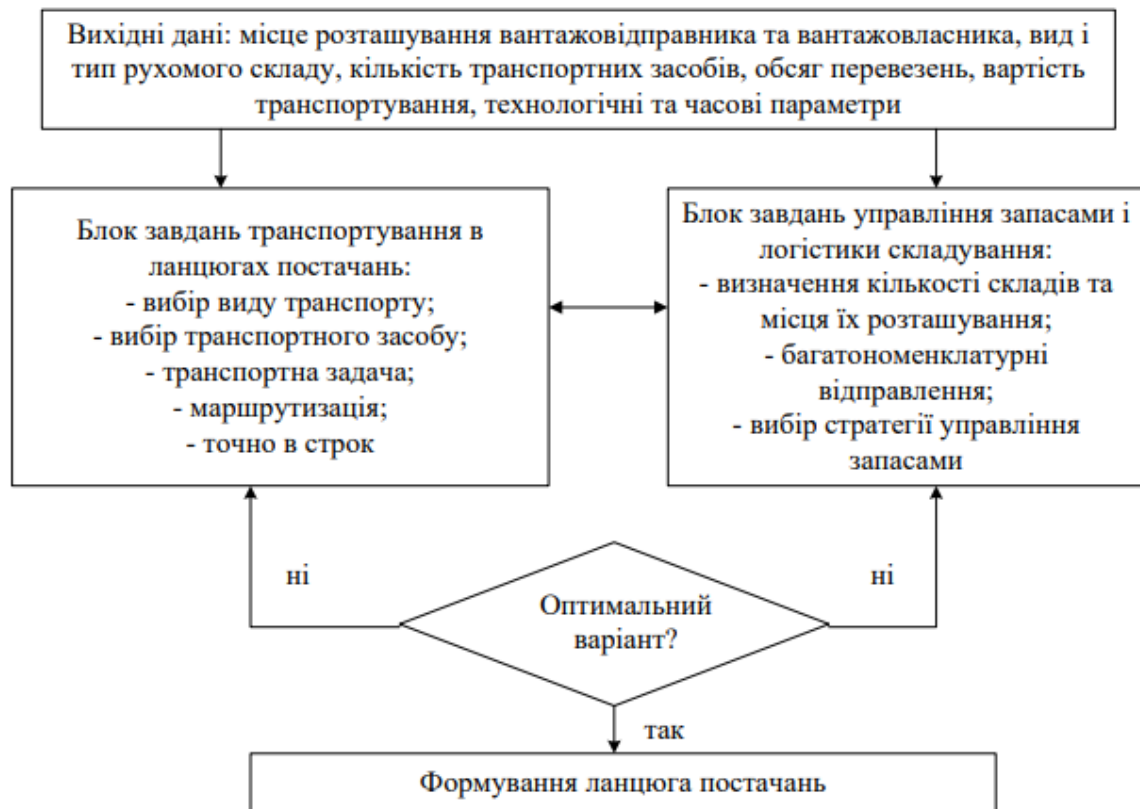 Вихідні дані: місце розташування вантажовідправника та вантажовласника, вид і
тип рухомого складу, кількість транспортних засобів, обсяг перевезень, вартість
транспортування, технологічні та часові параметри
Блок завдань транспортування в
ланцюгах постачань:
- вибір виду транспорту;
- вибір транспортного засобу;
- транспортна задача;
- маршрутизація;
- точно в строк
Блок завдань управління запасами і
логістики складування:
- визначення кількості складів та
місця їх розташування;
- багатономенклатурні
відправлення;
- вибір стратегії управління
запасами
ні
Оптимальний
варіант?
ні
так
Формування ланцюга постачань